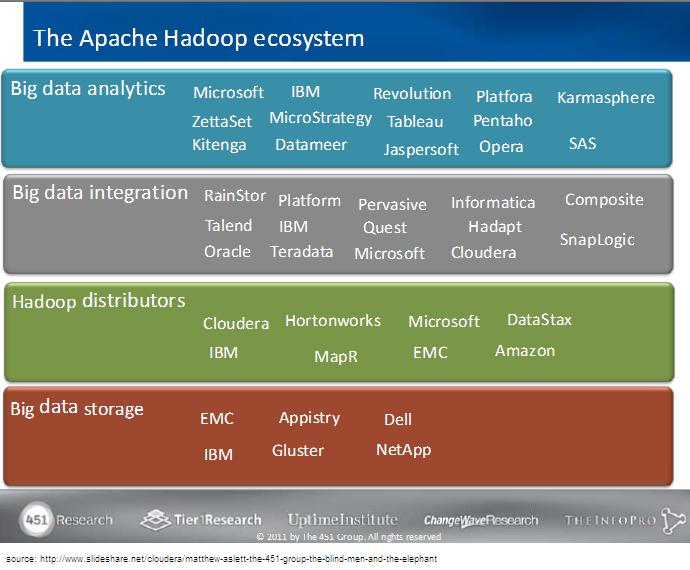 The Apache Hadoop ecosystem
Big data analytics
Microsoft IBM Revolution Platfora Karmasphere
ZettaSet MicroStrategy Tableau Pentaho
Kitenga Datameer Jaspersoft Opera SAS
Big data integration
RainStor Platform Pervasive Informatica Composite
Talend IBM Quest Hadapt
Oracle Teradata Microsoft Cloudera SnapLogic
Hadoop distributors
Cloudera Hortonworks Microsoft DataStax
IBM MapR EMC Amazon
Big data storage
EMC Appistry Dell
IBM Gluster NetApp
451 Research Tier1Research UptimeInstitute ChangeWaveResearch THEINFOPRO
© 2011 by The 451 Group. All rights reserved
source: http://www.slideshare.net/cloudera/matthew-aslett-the-451-group-the-blind-men-and-the-elephant